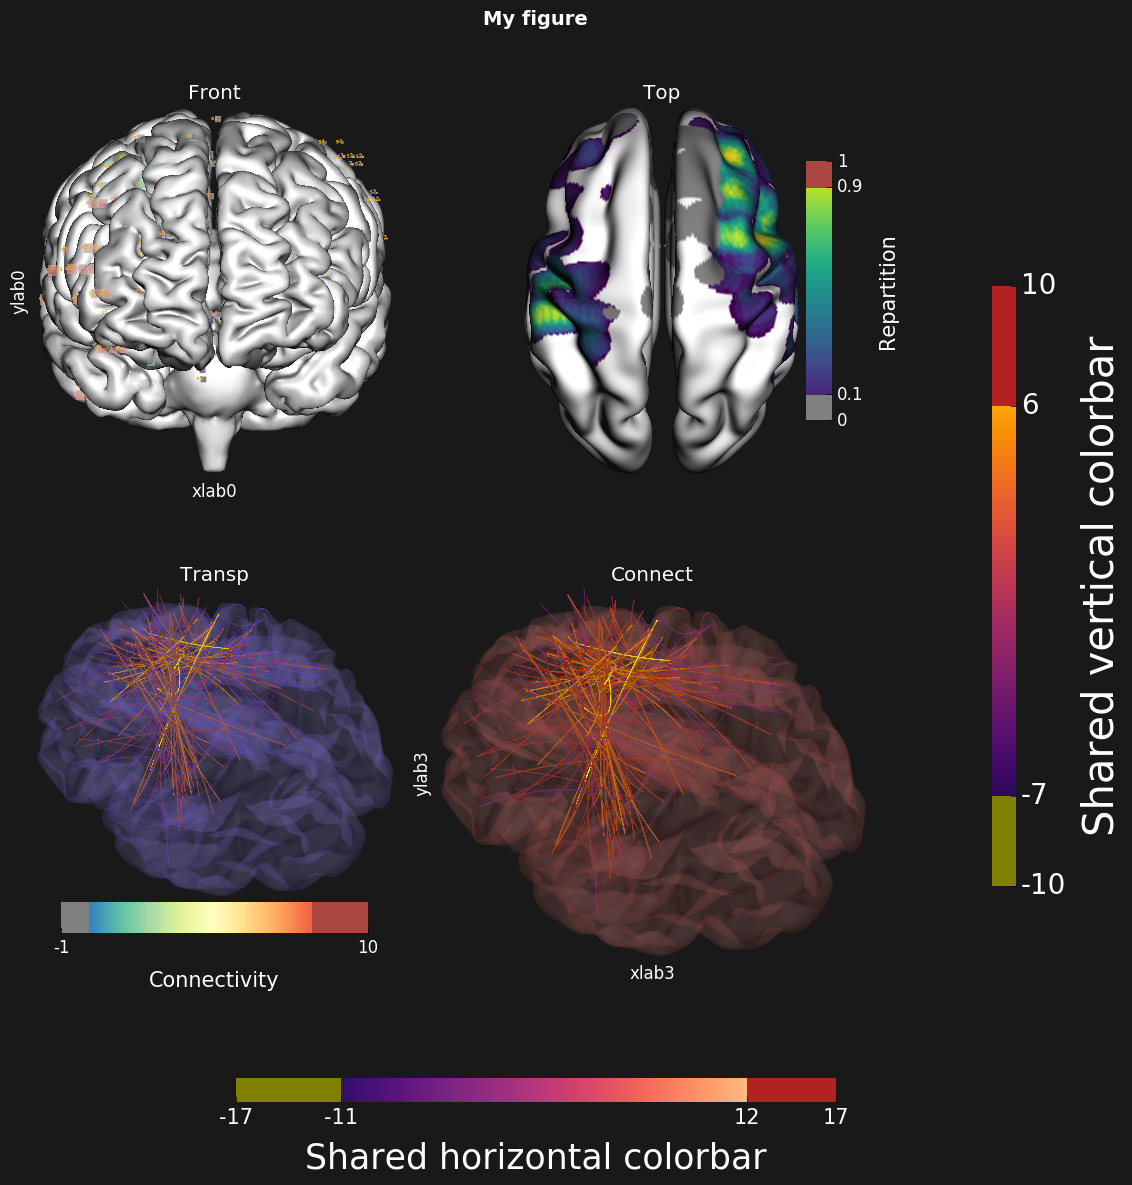 My figure
Front
ylab0
xlab0
Top
1
0.9
0.1
0
Repartition
Transp
-1
10
Connectivity
Connect
ylab3
xlab3
10
6
-7
-10
Shared vertical colorbar
-17
-11
12
17
Shared horizontal colorbar